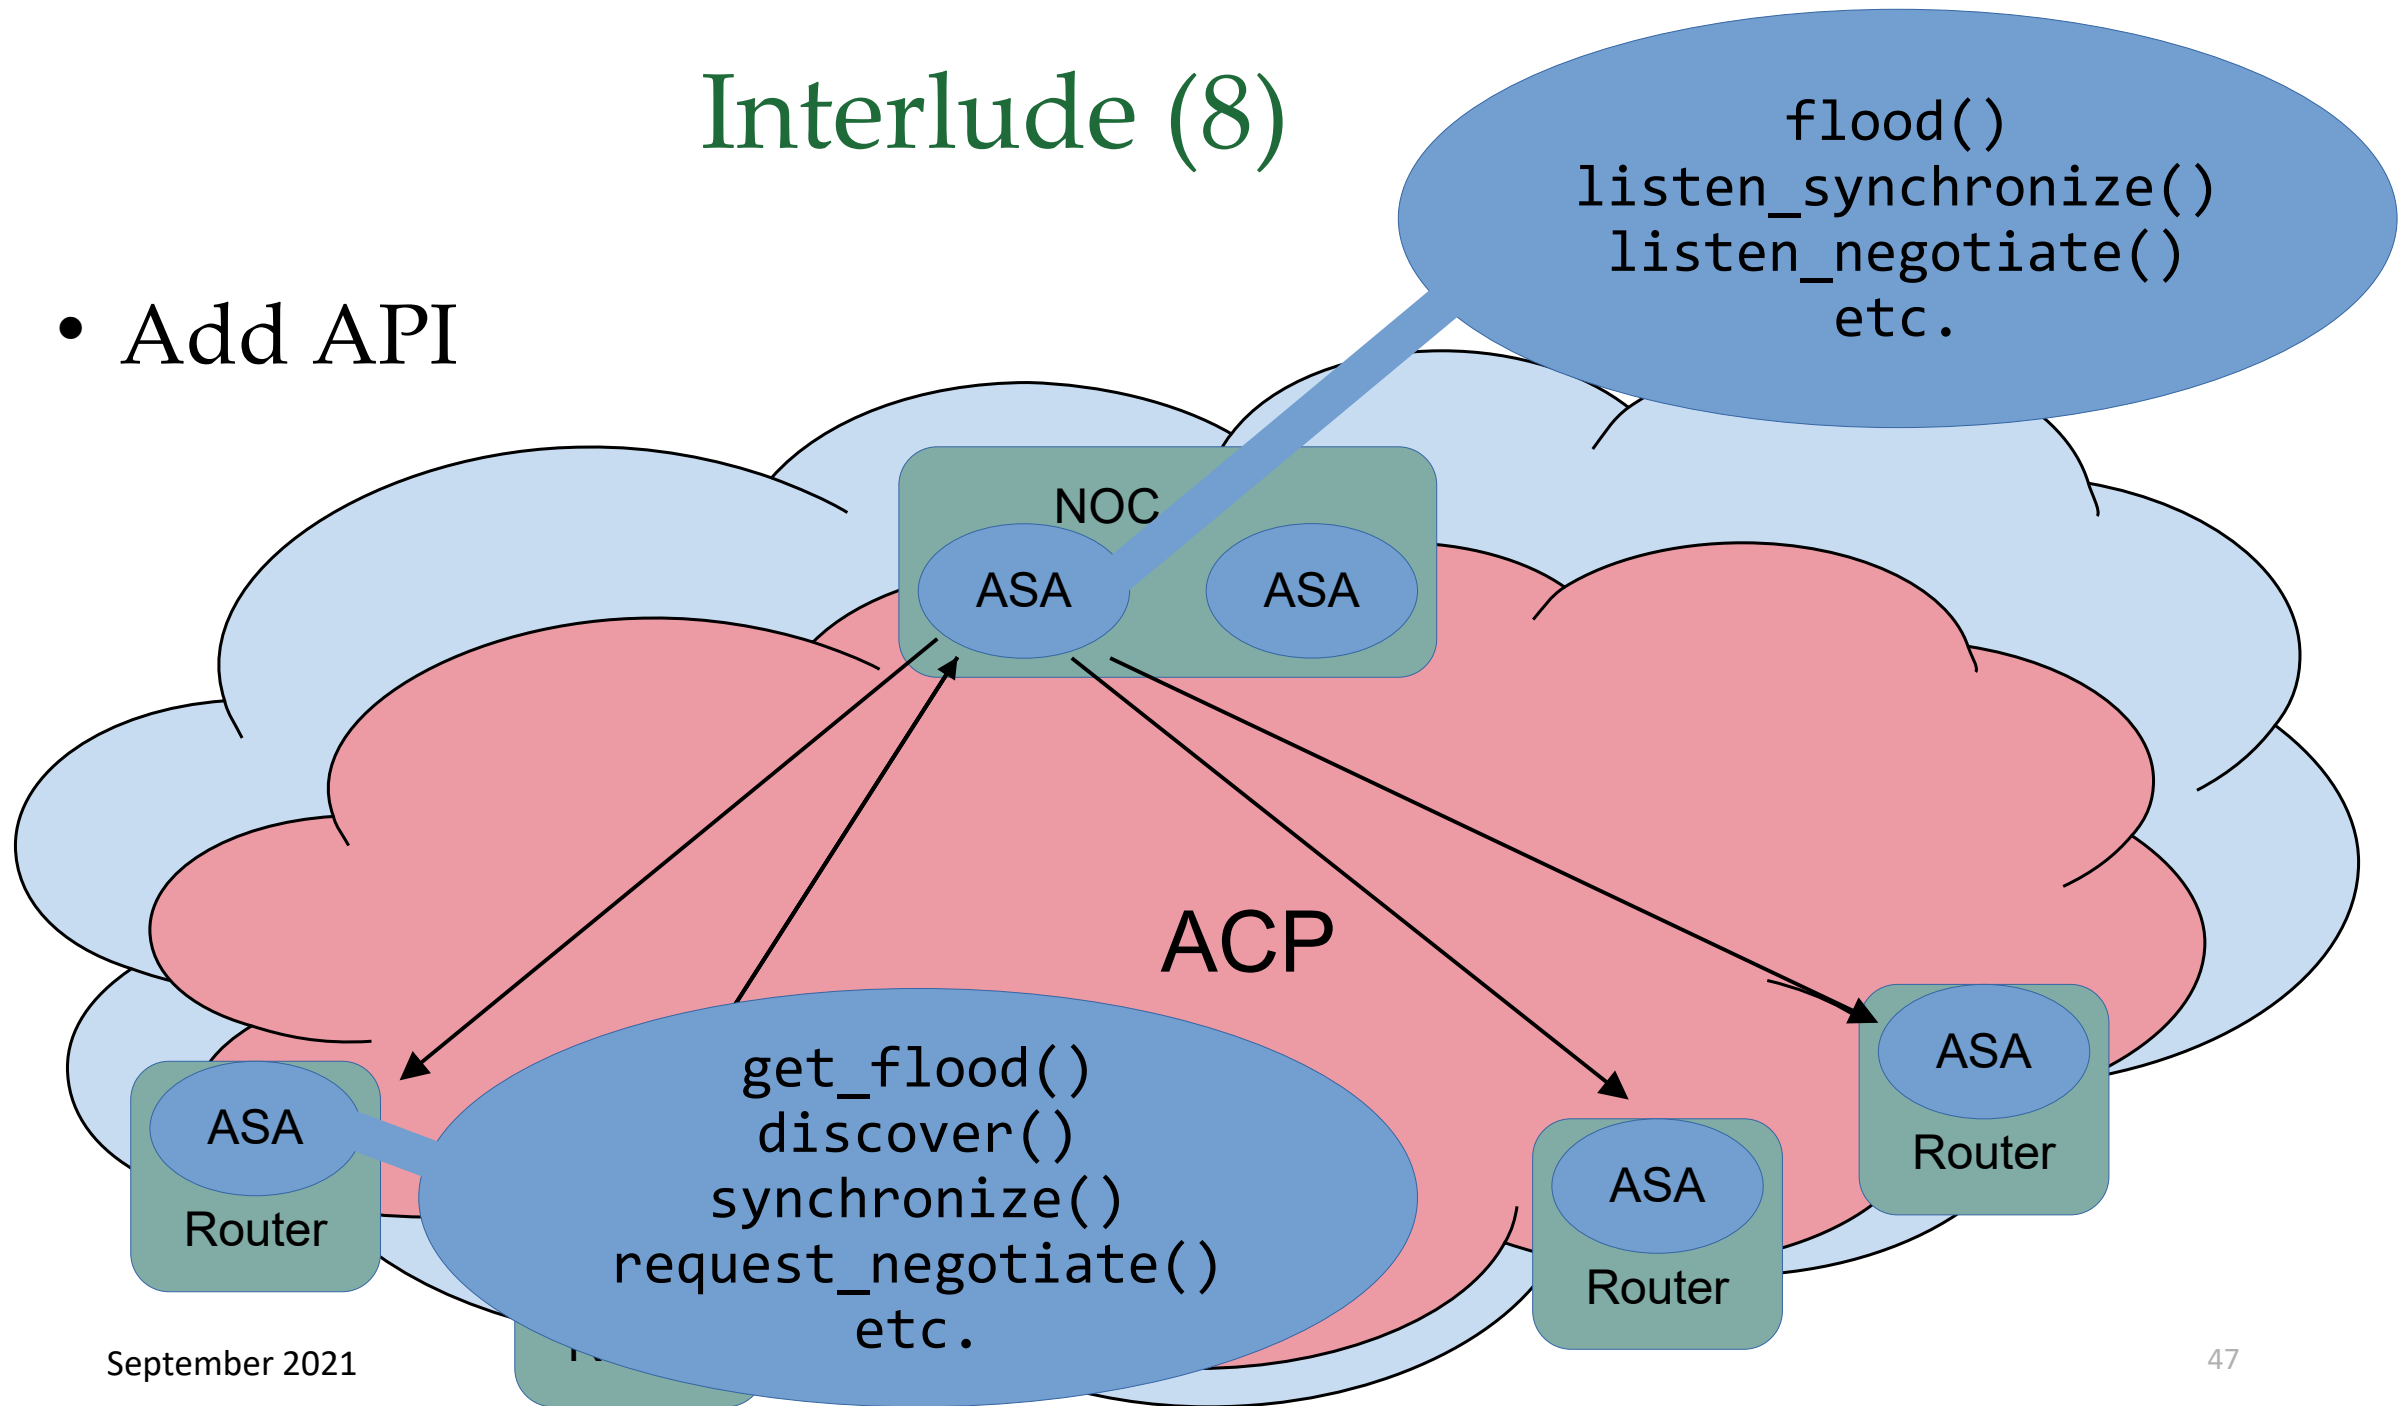 Interlude (8)
flood()
listen_synchronize()
listen_negotiate()
etc.
• Add API
NOC
ASA
ASA
ACP
ASA
Router
get_flood()
discover()
synchronize()
request_negotiate()
etc.
ASA
Router
ASA
Router
September 2021
47